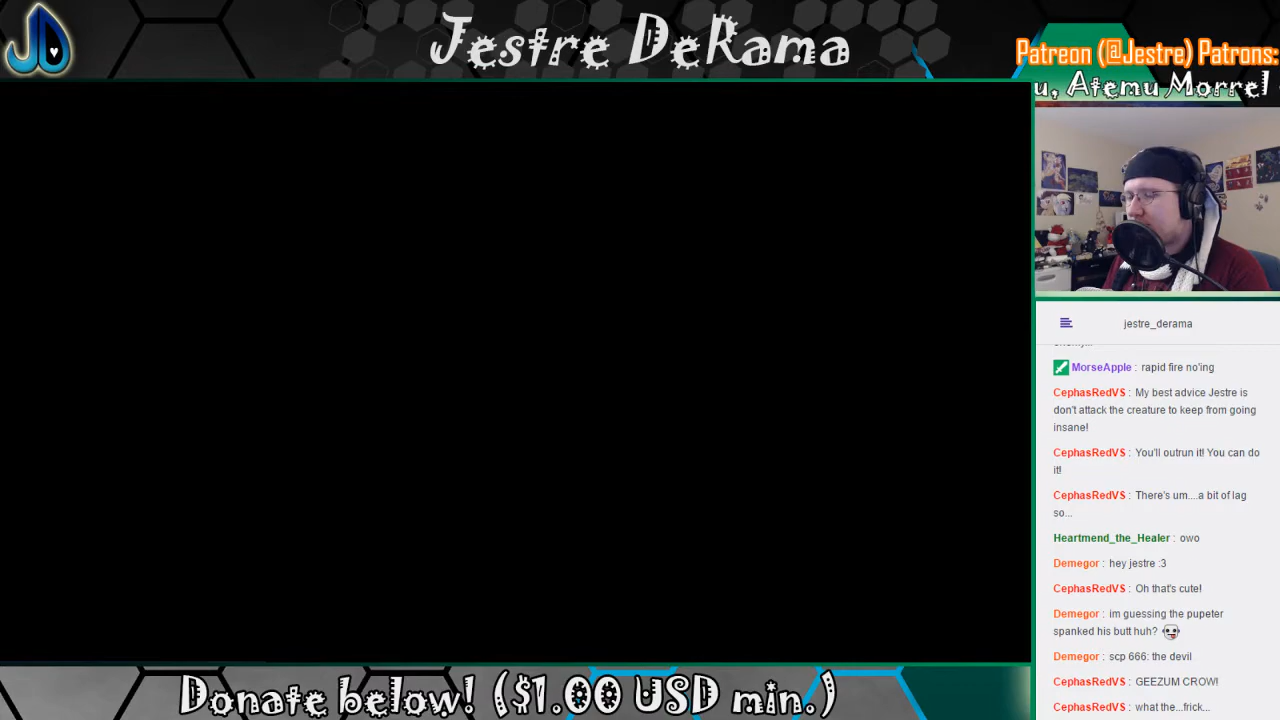 JD
Jestre DeRama
Patreon (@Jestre) Patrons:
u, Atemu Morrel
jestre_derama
MorseApple : rapid fire no'ing
CephasRedVS : My best advice Jestre is
don't attack the creature to keep from going
insane!
CephasRedVS : You'll outrun it! You can do
it!
CephasRedVS : There's um....a bit of lag
so...
Heartmend_the_Healer : owo
Demegor : hey jestre :3
CephasRedVS : Oh that's cute!
Demegor : im guessing the pupeter
spanked his butt huh?
Demegor : scp 666: the devil
CephasRedVS : GEEZUM CROW!
CephasRedVS : what the...frick...
Donate below! ($1.00 USD min.)